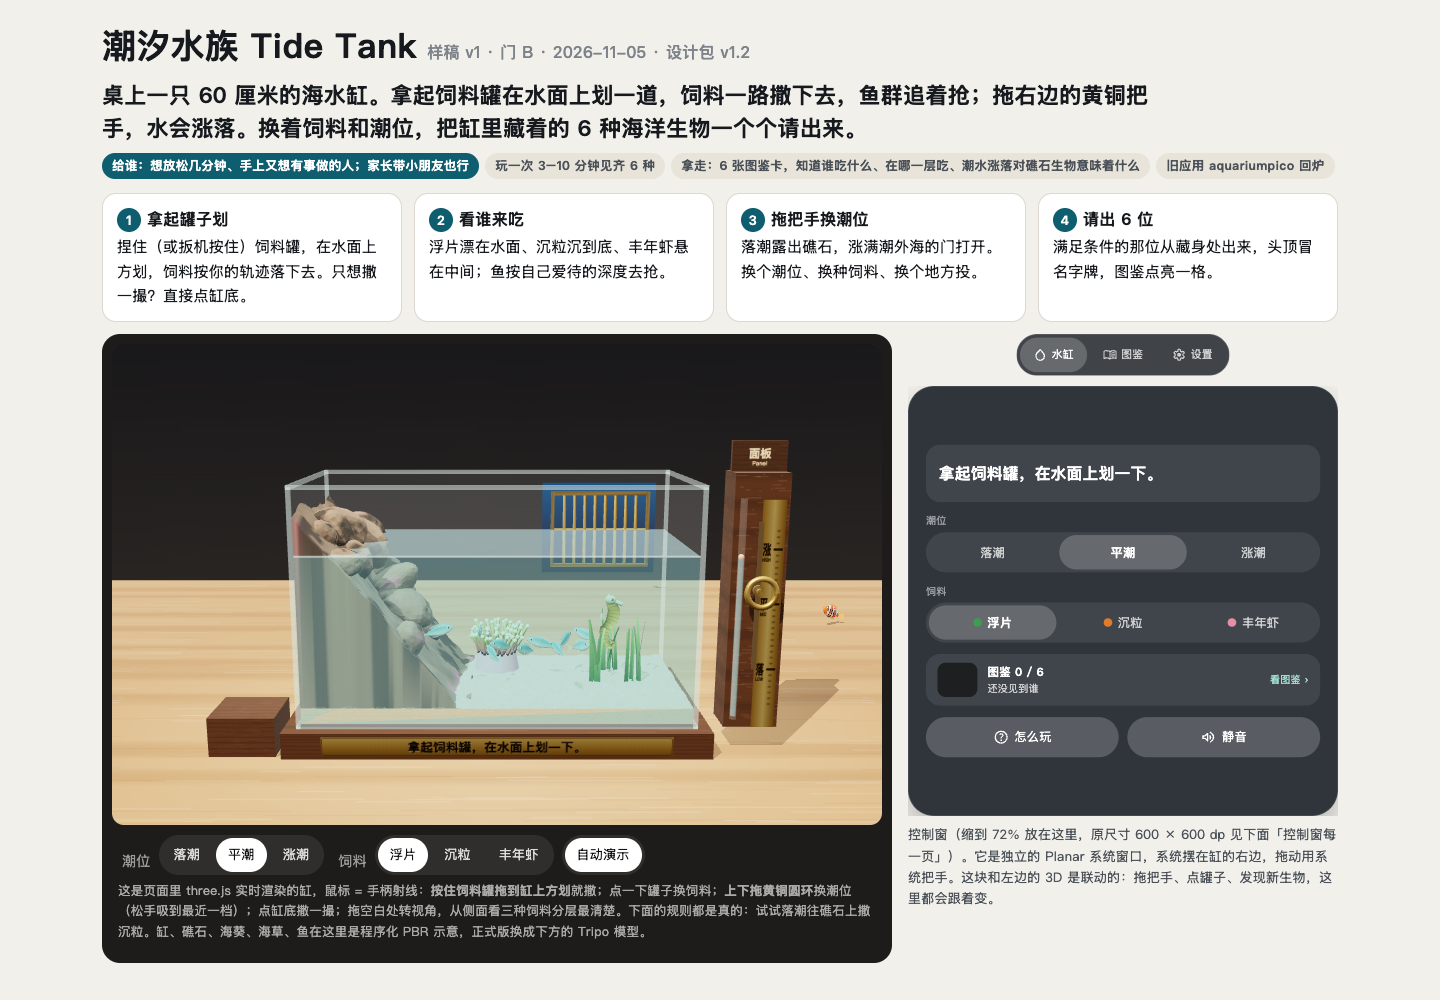 潮汐水族 Tide Tank 样稿 v1 · 门 B · 2026-11-05 · 设计包 v1.2
桌上一只 60 厘米的海水缸。拿起饲料罐在水面上划一道，饲料一路撒下去，鱼群追着抢；拖右边的黄铜把
手，水会涨落。换着饲料和潮位，把缸里藏着的 6 种海洋生物一个个请出来。
给谁：想放松几分钟、手上又想有事做的人；家长带小朋友也行
玩一次 3—10 分钟见齐 6 种
拿走：6 张图鉴卡，知道谁吃什么、在哪一层吃、潮水涨落对礁石生物意味着什么
旧应用 aquariumpico 回炉
1 拿起罐子划
捏住（或扳机按住）饲料罐，在水面上
方划，饲料按你的轨迹落下去。只想撒
一撮？直接点缸底。
2 看谁来吃
浮片漂在水面、沉粒沉到底、丰年虾悬
在中间；鱼按自己爱待的深度去抢。
3 拖把手换潮位
落潮露出礁石，涨满潮外海的门打开。
换个潮位、换种饲料、换个地方投。
4 请出 6 位
满足条件的那位从藏身处出来，头顶冒
名字牌，图鉴点亮一格。
面板
Panel
涨
落
拿起饲料罐，在水面上划一下。
潮位 落潮 平潮 涨潮 饲料 浮片 沉粒 丰年虾 自动演示
这是页面里 three.js 实时渲染的缸，鼠标 = 手柄射线：按住饲料罐拖到缸上方划就撒；点一下罐子换饲料；上下拖黄铜圆环换潮位
（松手吸到最近一档）；点缸底撒一撮；拖空白处转视角，从侧面看三种饲料分层最清楚。下面的规则都是真的：试试落潮往礁石上撒
沉粒。缸、礁石、海葵、海草、鱼在这里是程序化 PBR 示意，正式版换成下方的 Tripo 模型。
水缸 图鉴 设置
拿起饲料罐，在水面上划一下。
潮位
落潮 平潮 涨潮
饲料
浮片 沉粒 丰年虾
图鉴 0 / 6
还没见到谁
看图鉴 ›
怎么玩 静音
控制窗（缩到 72% 放在这里，原尺寸 600 × 600 dp 见下面「控制窗每
一页」）。它是独立的 Planar 系统窗口，系统摆在缸的右边，拖动用系
统把手。这块和左边的 3D 是联动的：拖把手、点罐子、发现新生物，这
里都会跟着变。